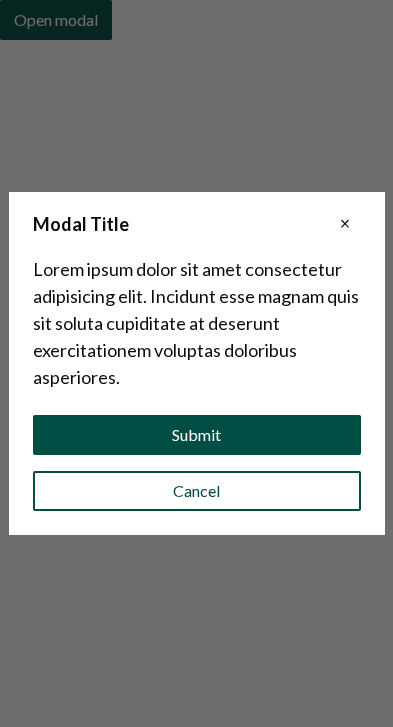 Open modal
Modal Title
Lorem ipsum dolor sit amet consectetur
adipisicing elit. Incidunt esse magnam quis
sit soluta cupiditate at deserunt
exercitationem voluptas doloribus
asperiores.
Submit
Cancel